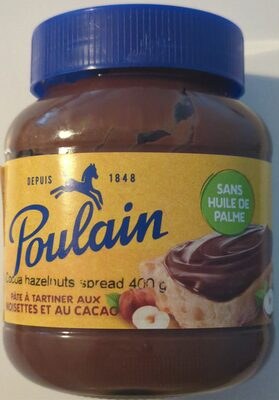 DEPUIS 1848
Poulain
SANS
HUILE DE
PALME
Cocoa hazelnuts spread 400 g
PÂTE À TARTINER AUX
NOISETTES ET AU CACAO